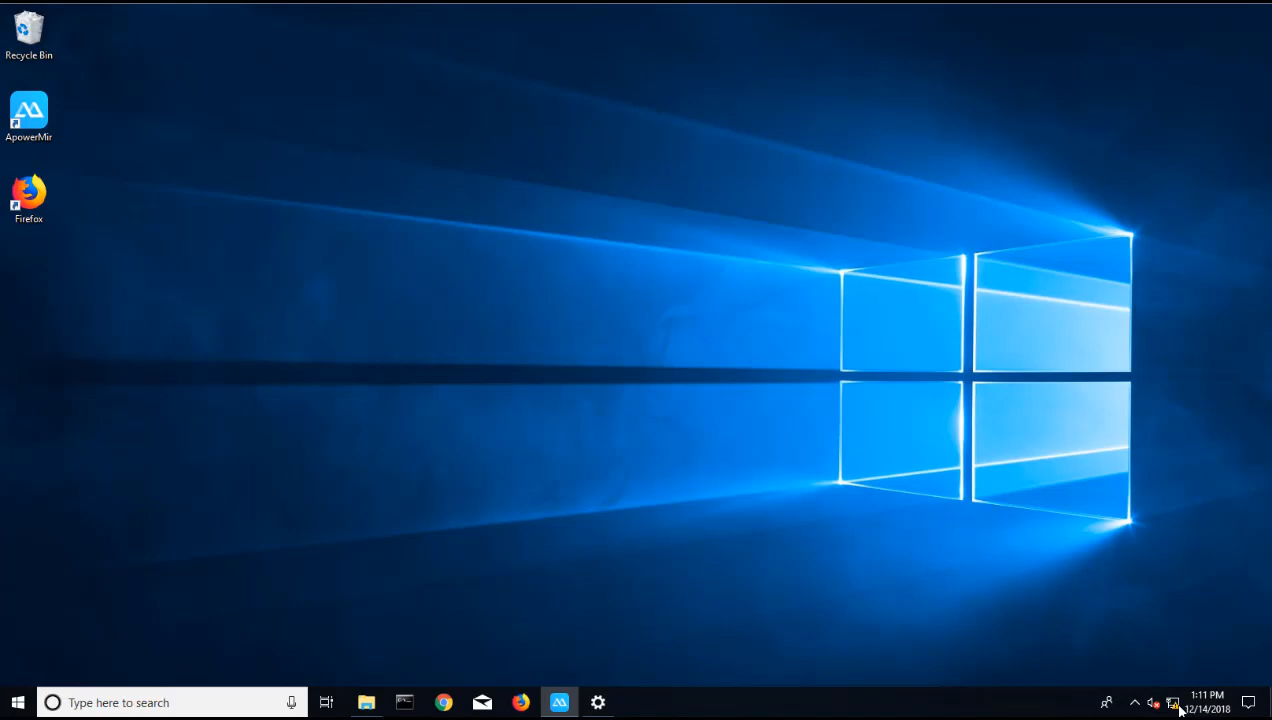 Recycle Bin
ApowerMir
Firefox
Type here to search
1:11 PM
12/14/2018